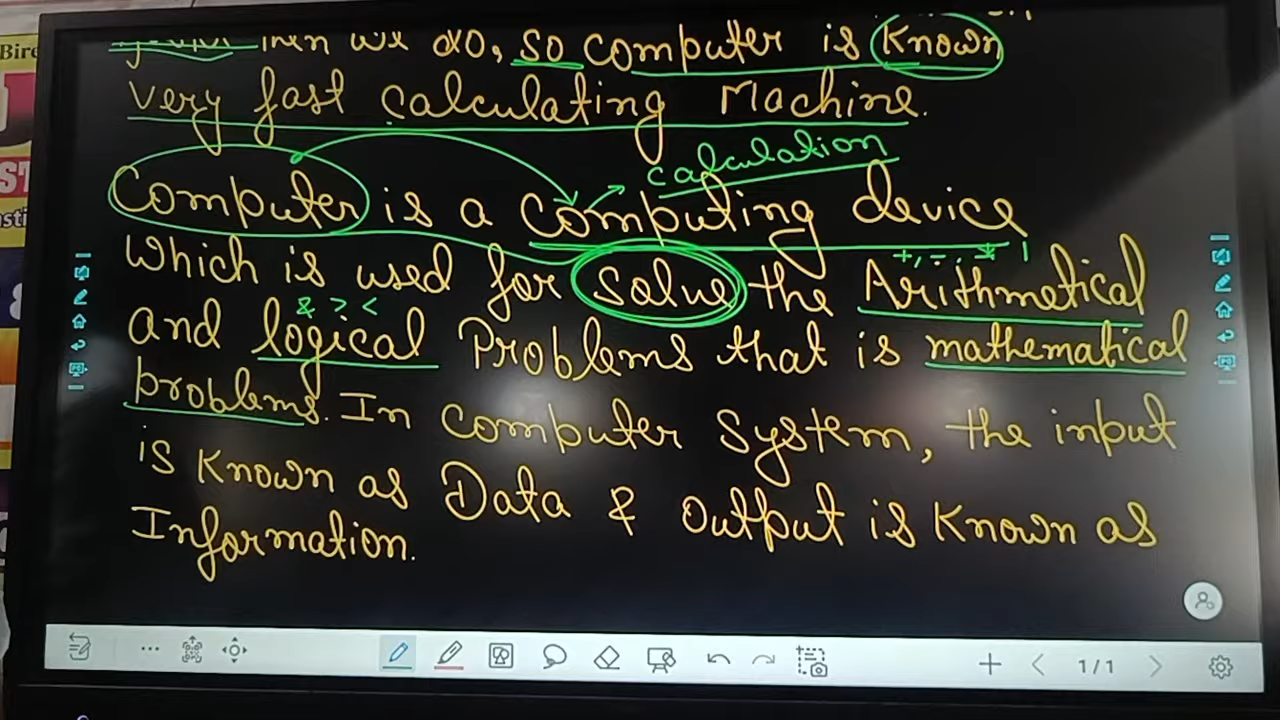 then we do, so computer is known
very fast calculating Machine.
calculation
Computer is a computing device
+, -, *, /
Which is used for solve the Arithmetical
& > <
and logical Problems that is mathematical
problems. In computer System, the input
is known as Data & output is known as
Information.
1/1